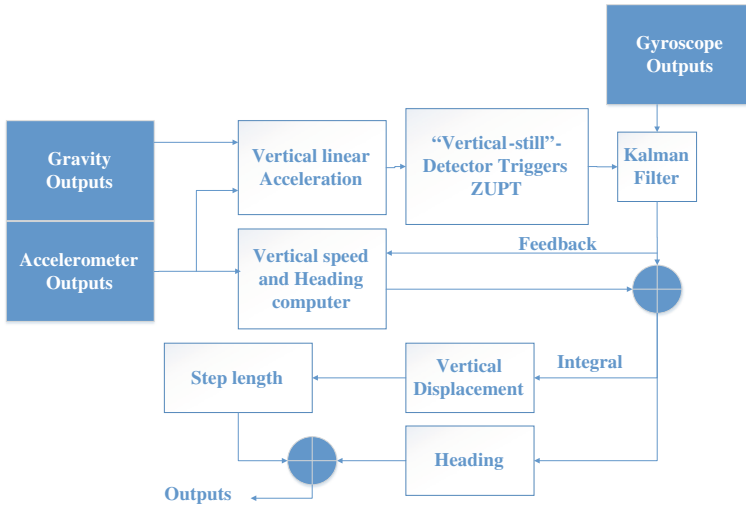 Gyroscope
Outputs
Gravity
Outputs
Vertical linear
Acceleration
“Vertical-still”-
Detector Triggers
ZUPT
Kalman
Filter
Accelerometer
Outputs
Vertical speed
and Heading
computer
Feedback
Step length
Vertical
Displacement
Integral
Heading
Outputs